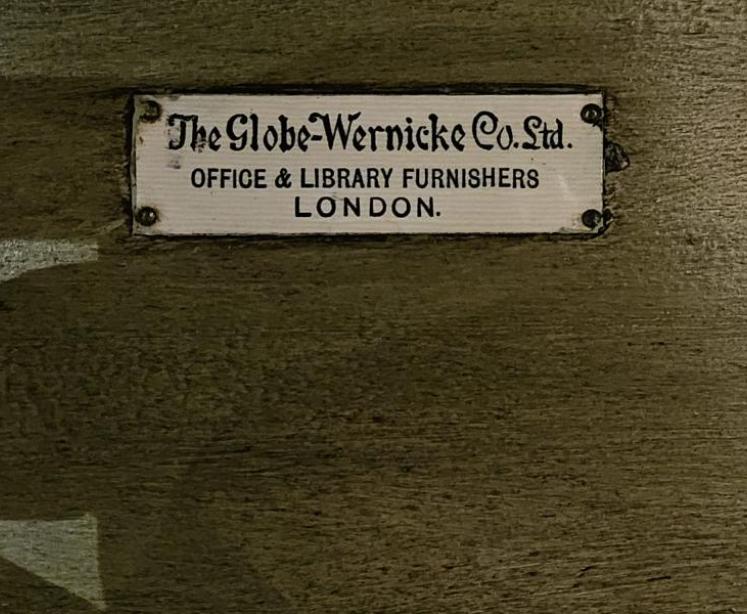 The Globe-Wernicke Co. Ltd.
OFFICE & LIBRARY FURNISHERS
LONDON.